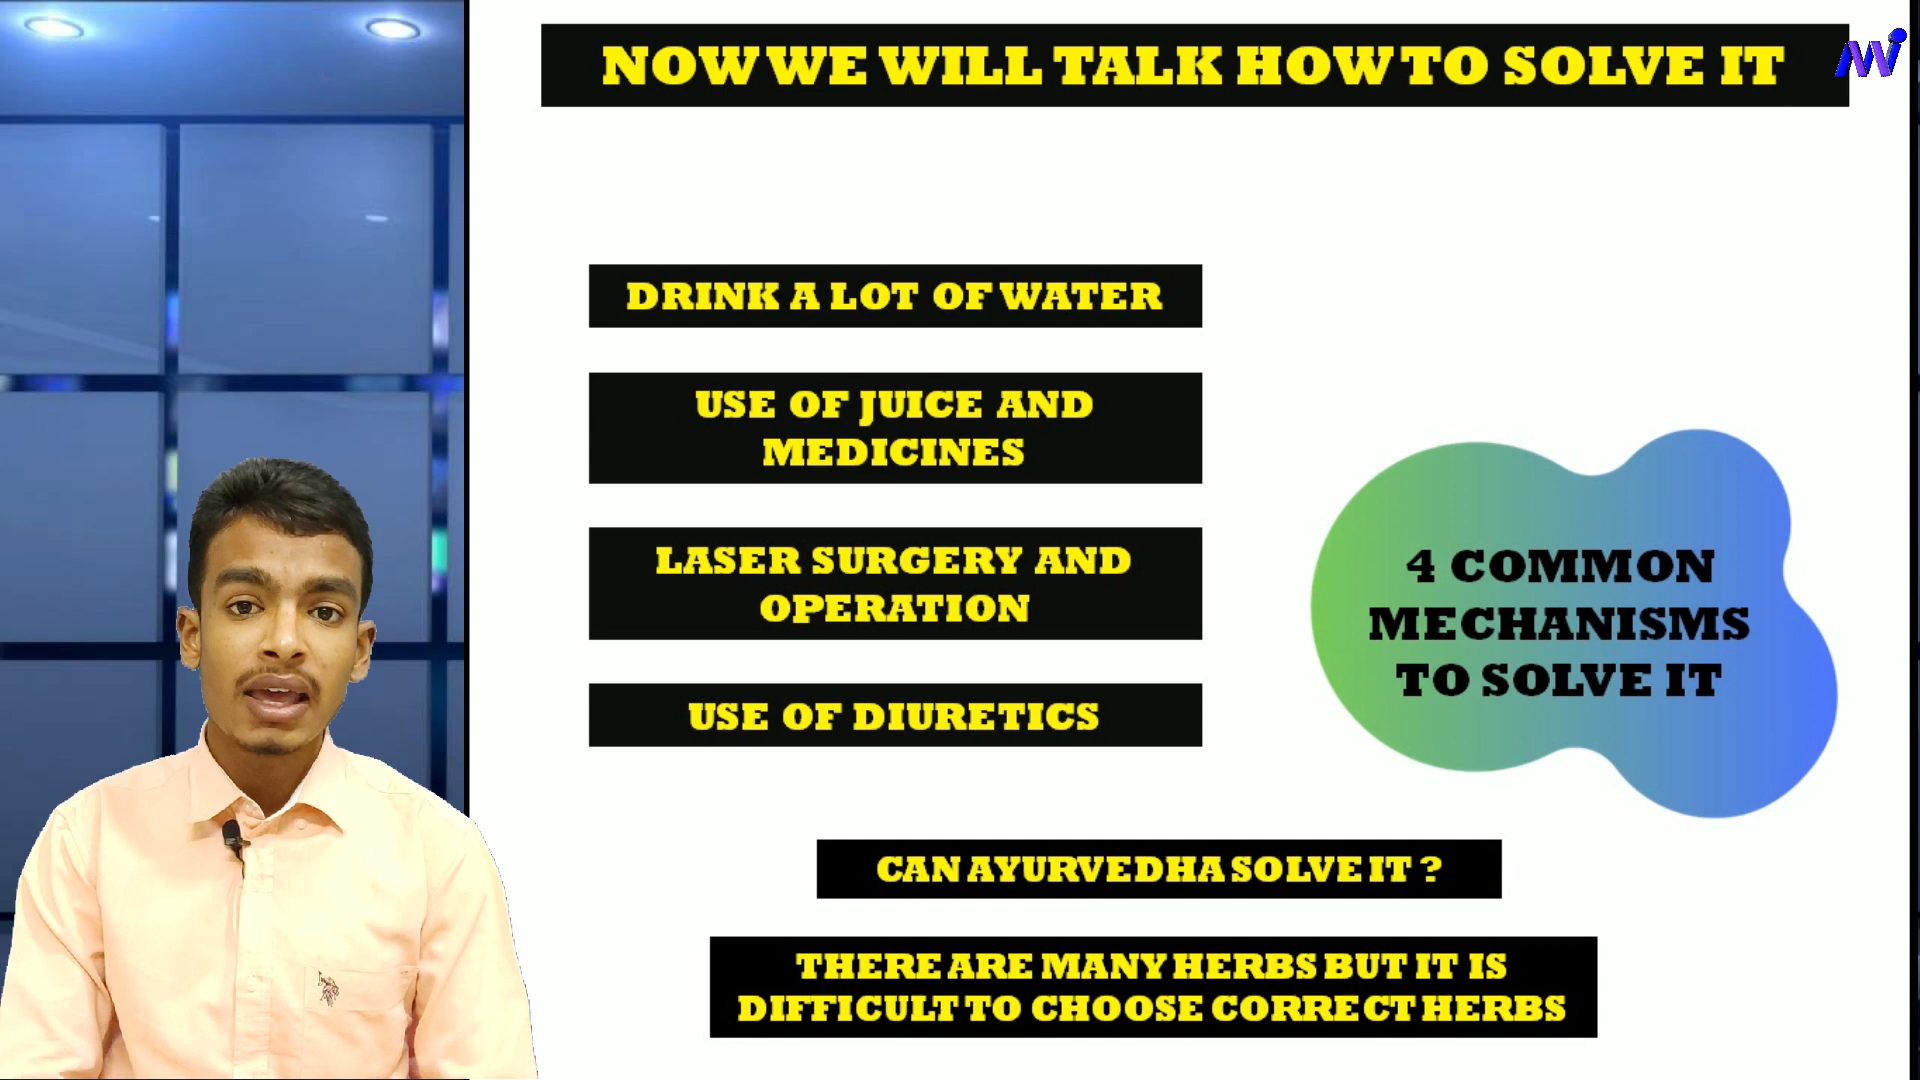 NOW WE WILL TALK HOW TO SOLVE IT
DRINK A LOT OF WATER
USE OF JUICE AND
MEDICINES
LASER SURGERY AND
OPERATION
USE OF DIURETICS
4 COMMON
MECHANISMS
TO SOLVE IT
CAN AYURVEDHA SOLVE IT ?
THERE ARE MANY HERBS BUT IT IS
DIFFICULT TO CHOOSE CORRECT HERBS